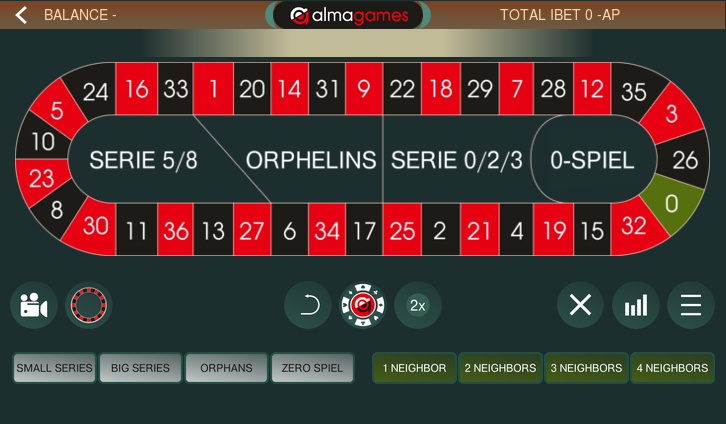 BALANCE -
almagames
TOTAL IBET 0 -AP
24 16 33 1 20 14 31 9 22 18 29 7 28 12 35
5 3
10 26
23 0
8
SERIE 5/8 ORPHELINS SERIE 0/2/3 0-SPIEL
30 11 36 13 27 6 34 17 25 2 21 4 19 15 32
2x
SMALL SERIES BIG SERIES ORPHANS ZERO SPIEL 1 NEIGHBOR 2 NEIGHBORS 3 NEIGHBORS 4 NEIGHBORS